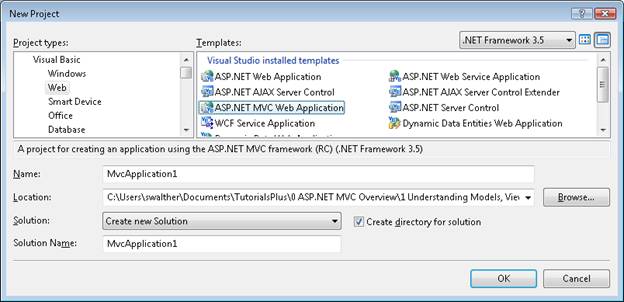 New Project
Project types:
Templates:
.NET Framework 3.5
Visual Basic
Windows
Web
Smart Device
Office
Database
Visual Studio installed templates
ASP.NET Web Application
ASP.NET Web Service Application
ASP.NET AJAX Server Control
ASP.NET AJAX Server Control Extender
ASP.NET MVC Web Application
ASP.NET Server Control
WCF Service Application
Dynamic Data Entities Web Application
Dynamic Data Web Application
A project for creating an application using the ASP.NET MVC framework (RC) (.NET Framework 3.5)
Name:
MvcApplication1
Location:
C:\Users\swalther\Documents\TutorialsPlus\0 ASP.NET MVC Overview\1 Understanding Models, View
Browse...
Solution:
Create new Solution
Create directory for solution
Solution Name:
MvcApplication1
OK
Cancel